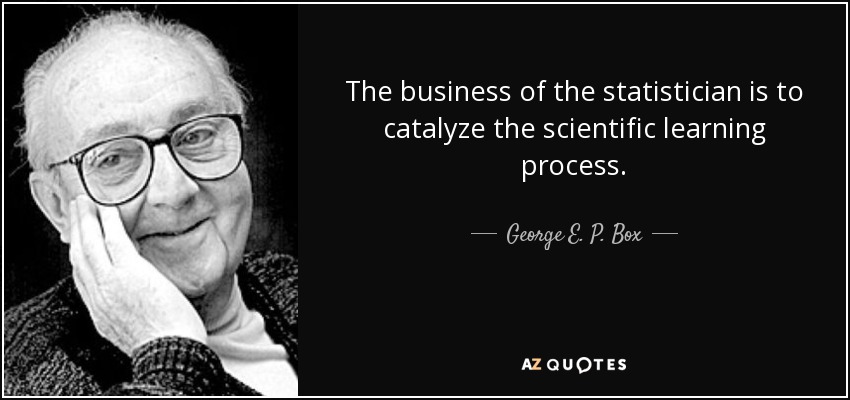 The business of the statistician is to
catalyze the scientific learning
process.
George E. P. Box
AZ QUOTES